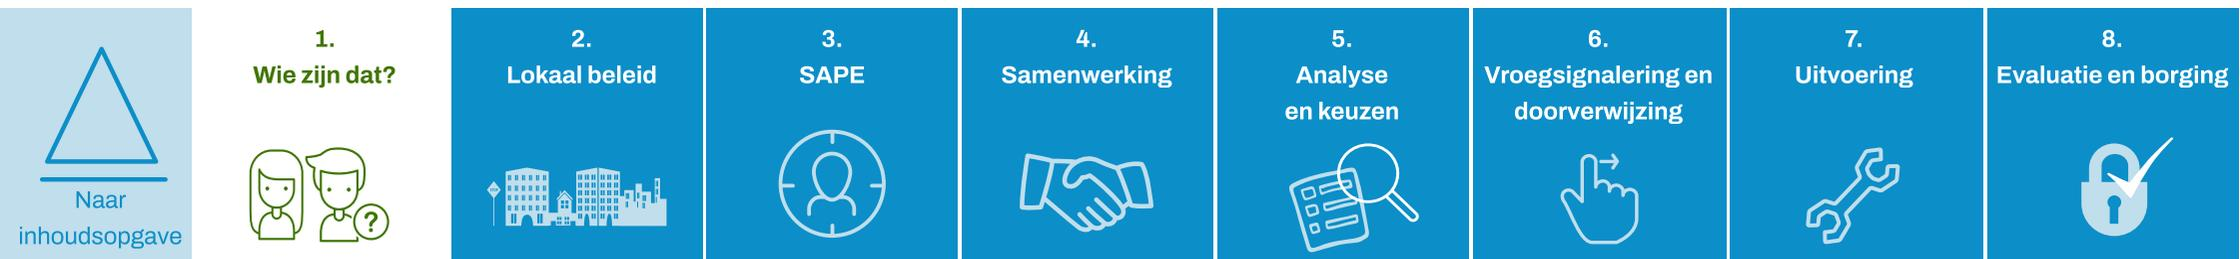 Naar
inhoudsopgave
1.
Wie zijn dat?
?
2.
Lokaal beleid
3.
SAPE
4.
Samenwerking
5.
Analyse
en keuzen
6.
Vroegsignalering en
doorverwijzing
7.
Uitvoering
8.
Evaluatie en borging